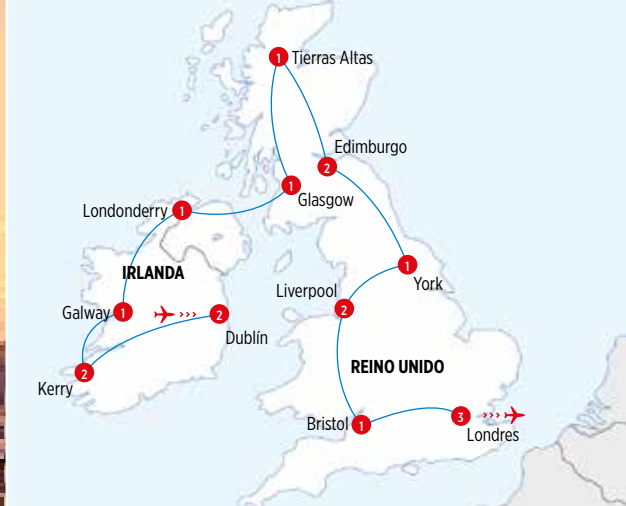 1 Tierras Altas
Edimburgo
2
1
Glasgow
Londonderry 1
IRLANDA
1 York
Liverpool
2
Galway 1
2
Dublín
REINO UNIDO
2
Kerry
3
Bristol 1
Londres